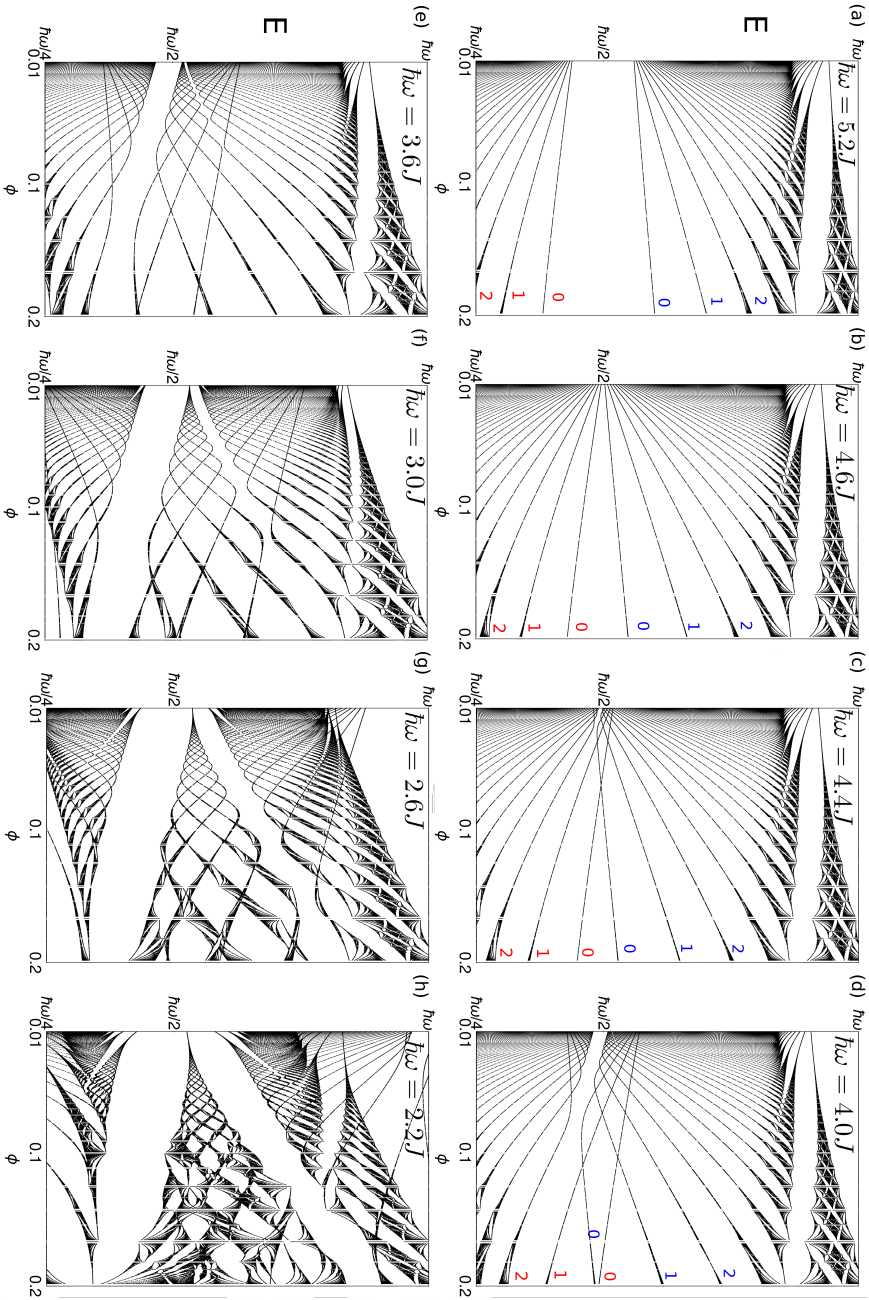 (a)
ħω
ħω = 5.2J
E
ħω/2
ħω/4
2
1
0
0
1
2
0.01
0.1
0.2
ϕ
(b)
ħω
ħω = 4.6J
ħω/2
ħω/4
2
1
0
0
1
2
0.01
0.1
0.2
ϕ
(c)
ħω
ħω = 4.4J
ħω/2
ħω/4
2
1
0
0
1
2
0.01
0.1
0.2
ϕ
(d)
ħω
ħω = 4.0J
ħω/2
ħω/4
2
1
0
0
1
2
0.01
0.1
0.2
ϕ
(e)
ħω
ħω = 3.6J
E
ħω/2
ħω/4
0.01
0.1
0.2
ϕ
(f)
ħω
ħω = 3.0J
ħω/2
ħω/4
0.01
0.1
0.2
ϕ
(g)
ħω
ħω = 2.6J
ħω/2
ħω/4
0.01
0.1
0.2
ϕ
(h)
ħω
ħω = 2.2J
ħω/2
ħω/4
0.01
0.1
0.2
ϕ